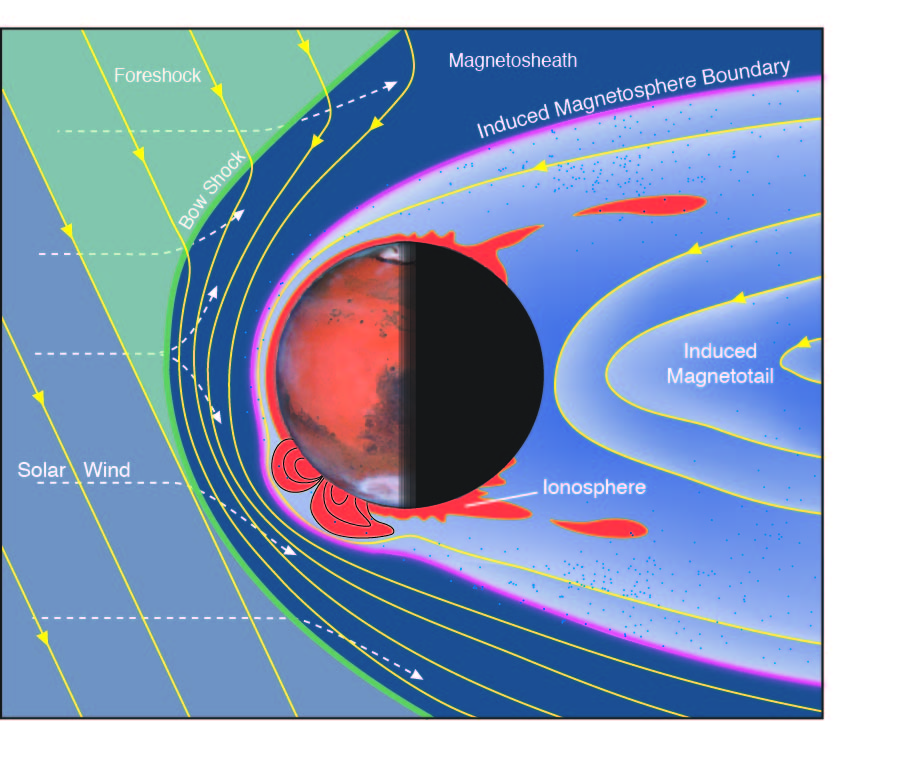 Magnetosheath
Foreshock
Induced Magnetosphere Boundary
Bow Shock
Induced
Magnetotail
Solar Wind
Ionosphere